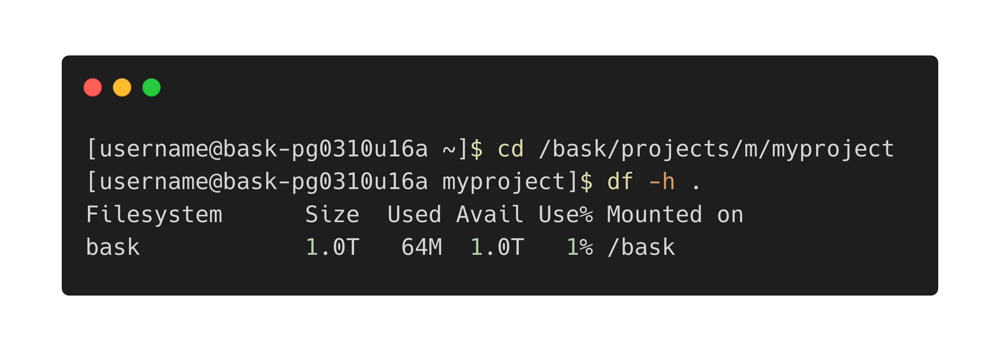 [username@bask-pg0310u16a ~]$ cd /bask/projects/m/myproject
[username@bask-pg0310u16a myproject]$ df -h .
Filesystem      Size  Used Avail Use% Mounted on
bask            1.0T   64M  1.0T   1% /bask